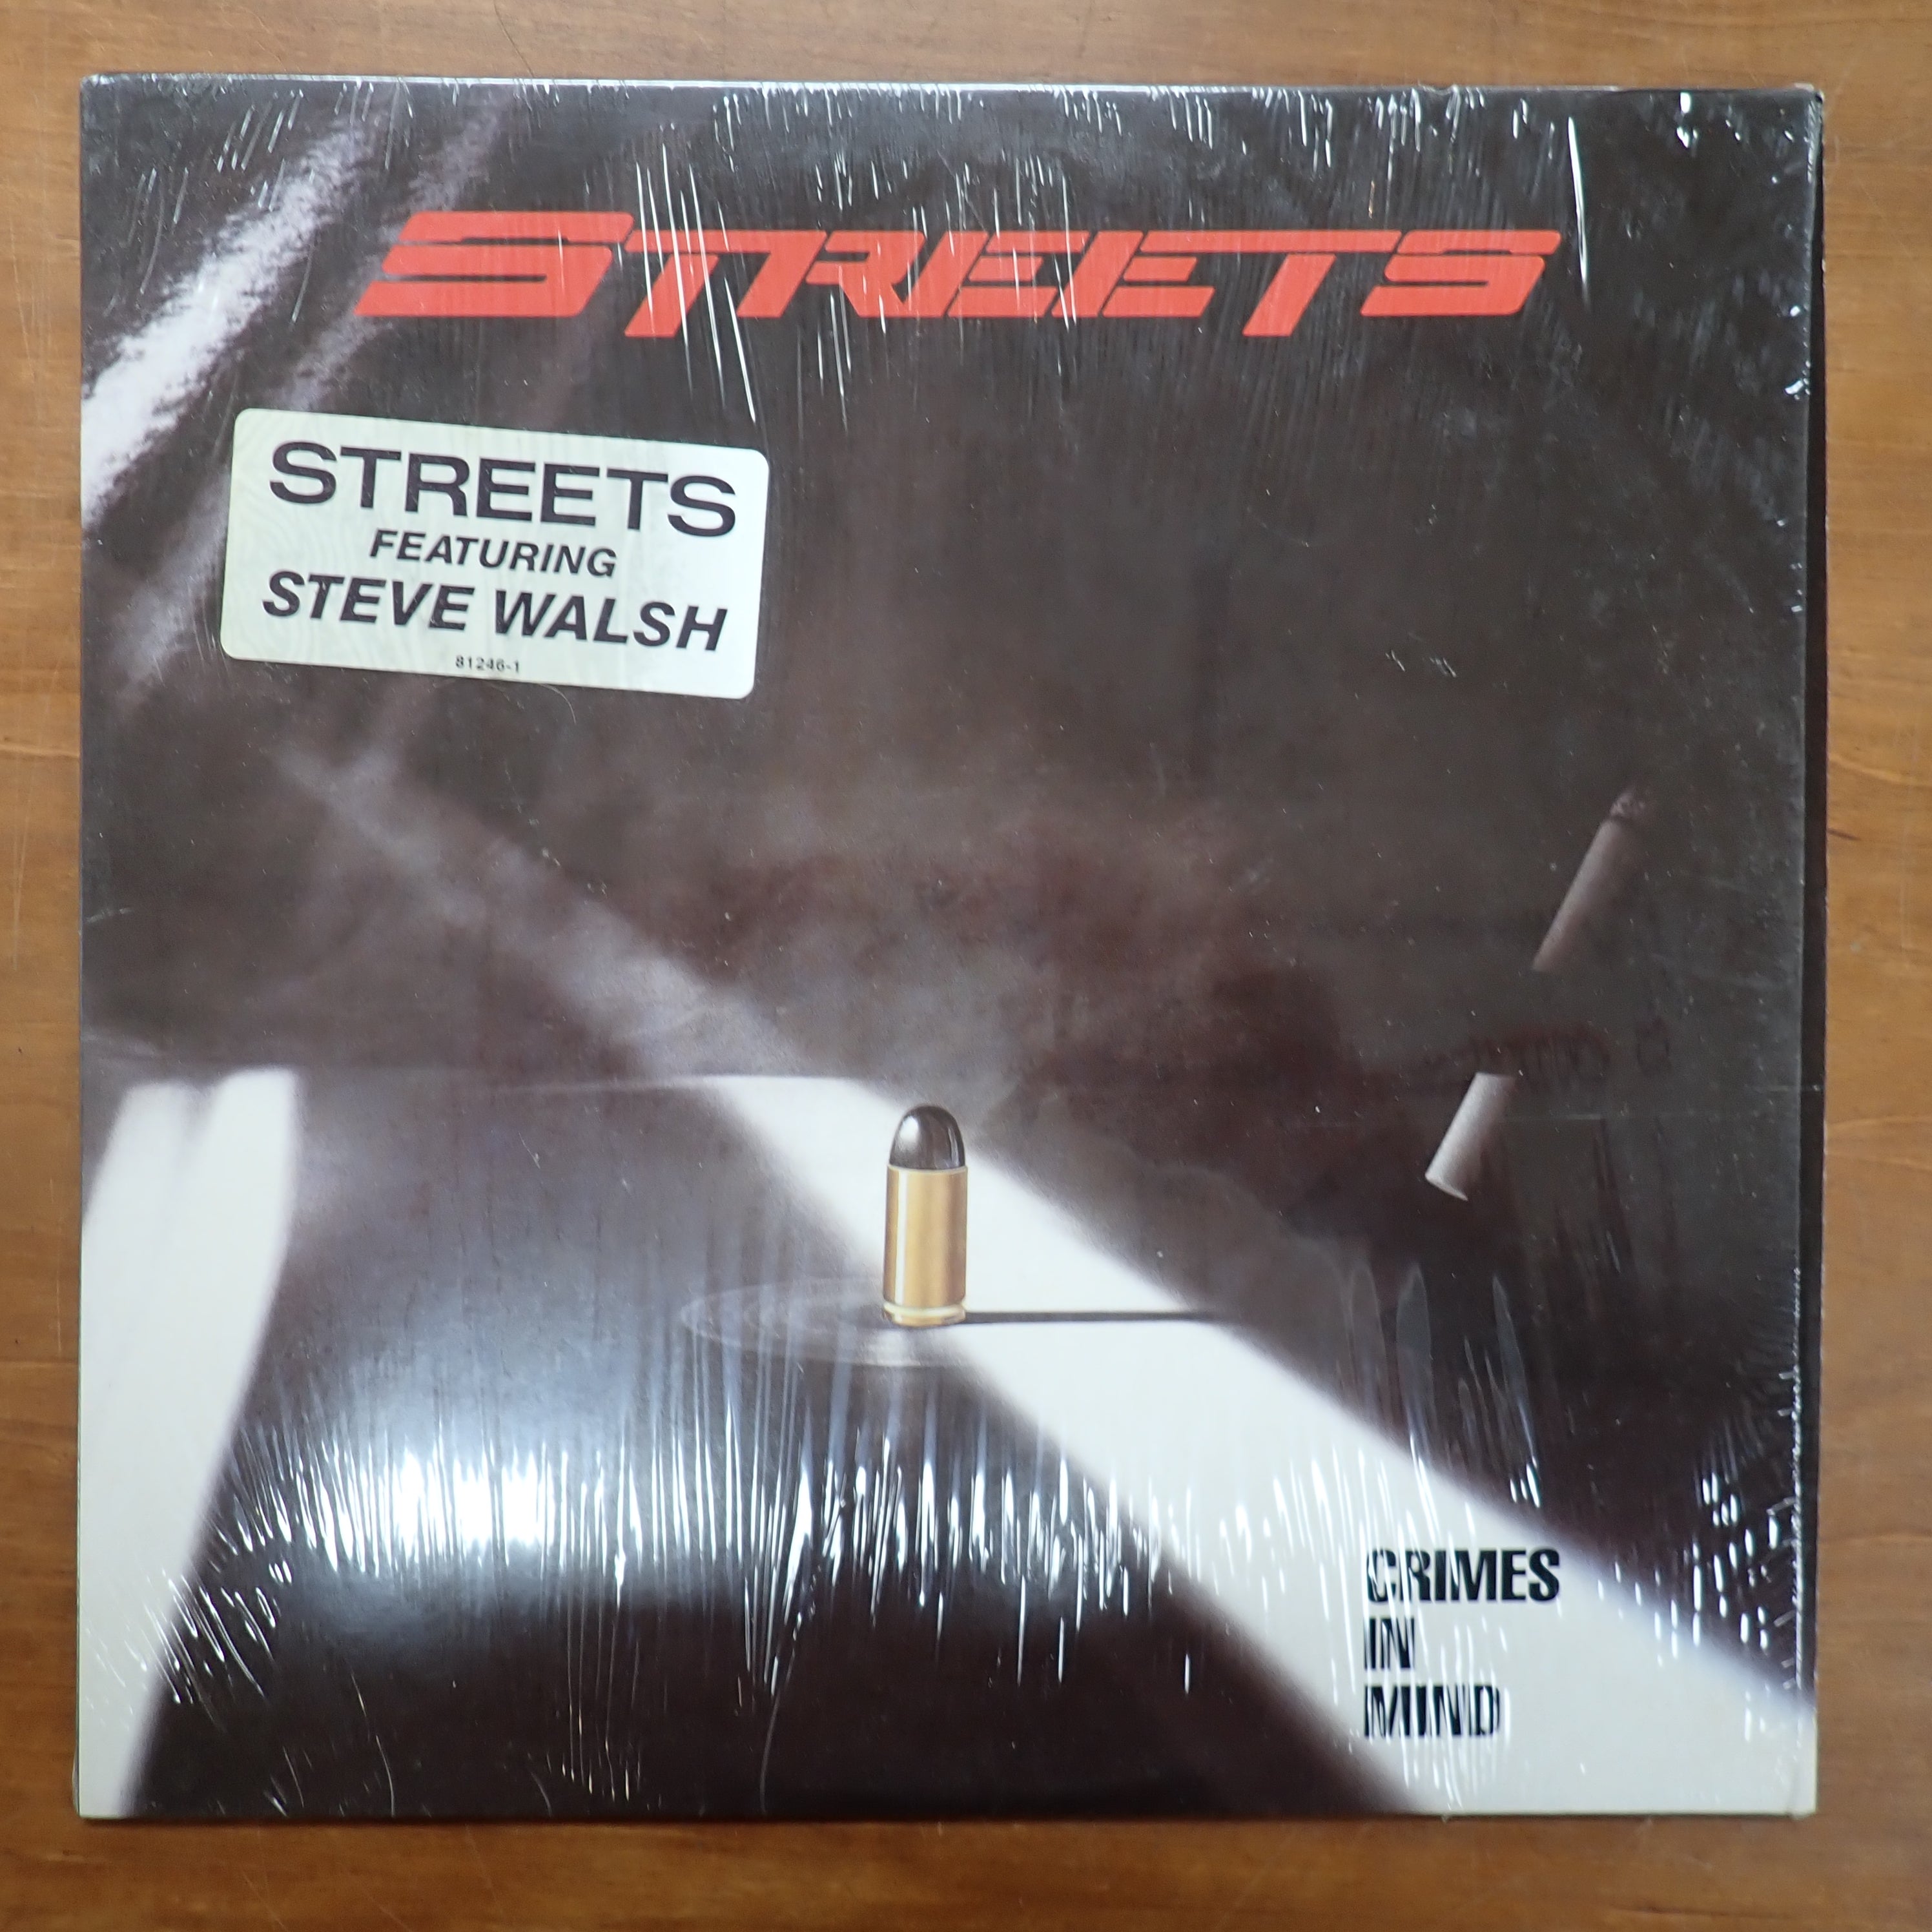 STREETS
STREETS
FEATURING
STEVE WALSH
81246-1
CRIMES
IN
MIND